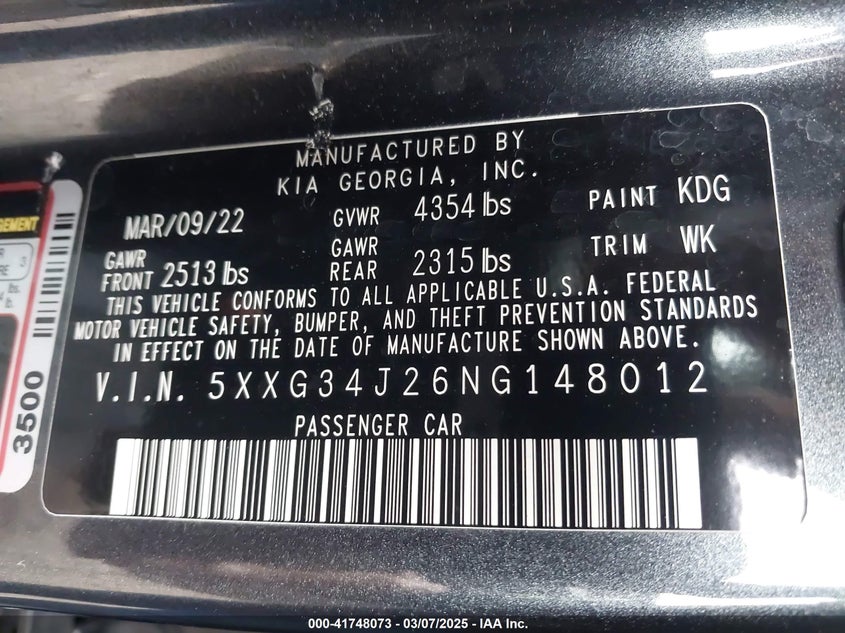 MANUFACTURED BY
KIA GEORGIA, INC.
MAR/09/22 GVWR 4354 lbs PAINT KDG
GAWR FRONT 2513 lbs GAWR REAR 2315 lbs TRIM WK
THIS VEHICLE CONFORMS TO ALL APPLICABLE U.S.A. FEDERAL
MOTOR VEHICLE SAFETY, BUMPER, AND THEFT PREVENTION STANDARDS
IN EFFECT ON THE DATE OF MANUFACTURE SHOWN ABOVE.
V.I.N. 5XXG34J26NG148012
PASSENGER CAR
3500
000-41748073 - 03/07/2025 - IAA Inc.